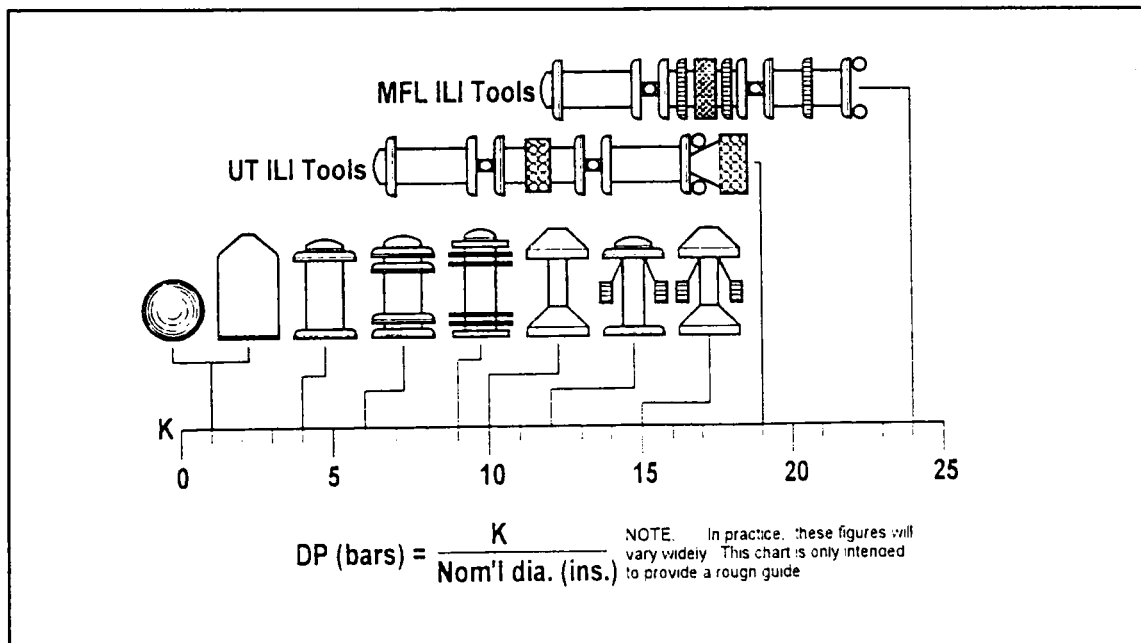 MFL ILI Tools
UT ILI Tools
K
0 5 10 15 20 25
DP (bars) = K / Nom'l dia. (ins.)
NOTE. In practice, these figures will
vary widely This chart is only intended
to provide a rough guide